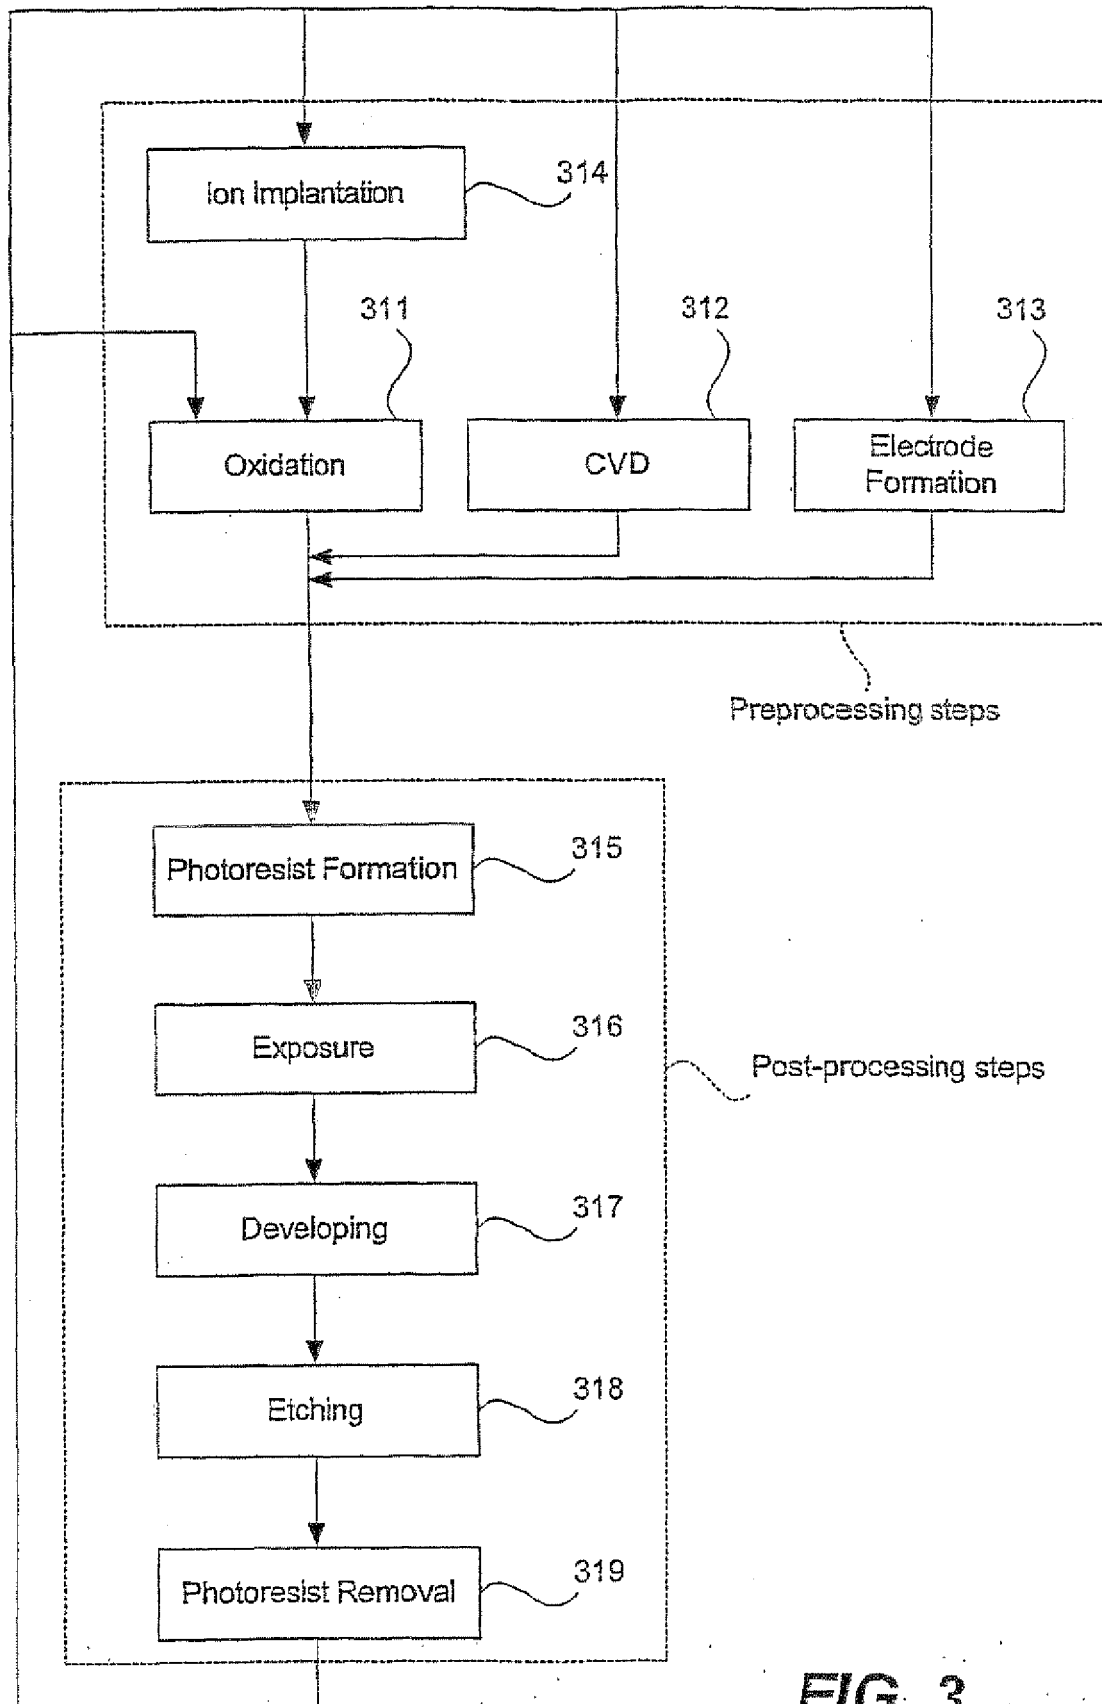 Ion Implantation
314
311
312
313
Oxidation
CVD
Electrode
Formation
Preprocessing steps
Photoresist Formation
315
Exposure
316
Post-processing steps
Developing
317
Etching
318
Photoresist Removal
319
FIG. 3